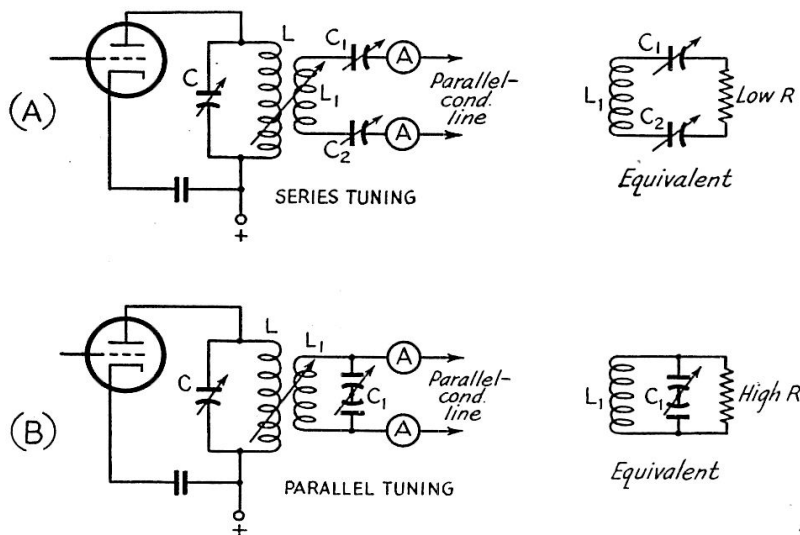 (A)
C
L
L1
C1
A
C2
A
Parallel-
cond.
line
+
SERIES TUNING
L1
C1
C2
Low R
Equivalent
(B)
C
L
L1
C1
A
A
Parallel-
cond.
line
+
PARALLEL TUNING
L1
C1
High R
Equivalent